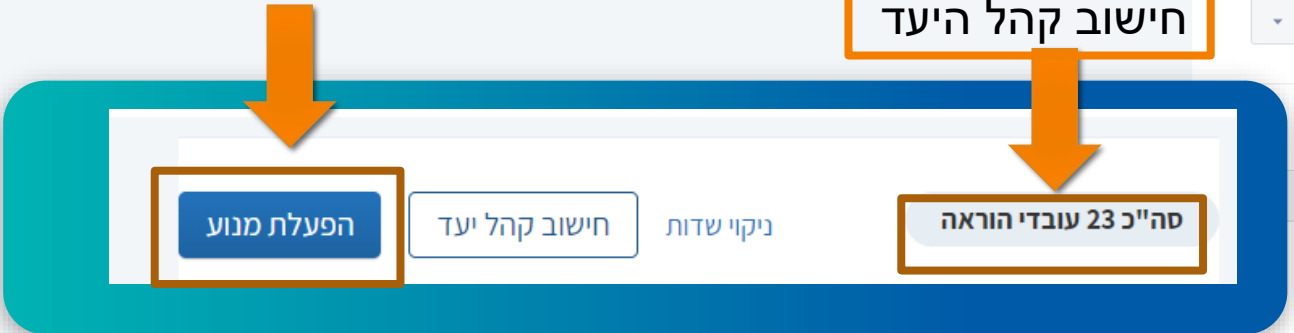 חישוב קהל היעד
סה"כ 23 עובדי הוראה
ניקוי שדות
חישוב קהל יעד
הפעלת מנוע